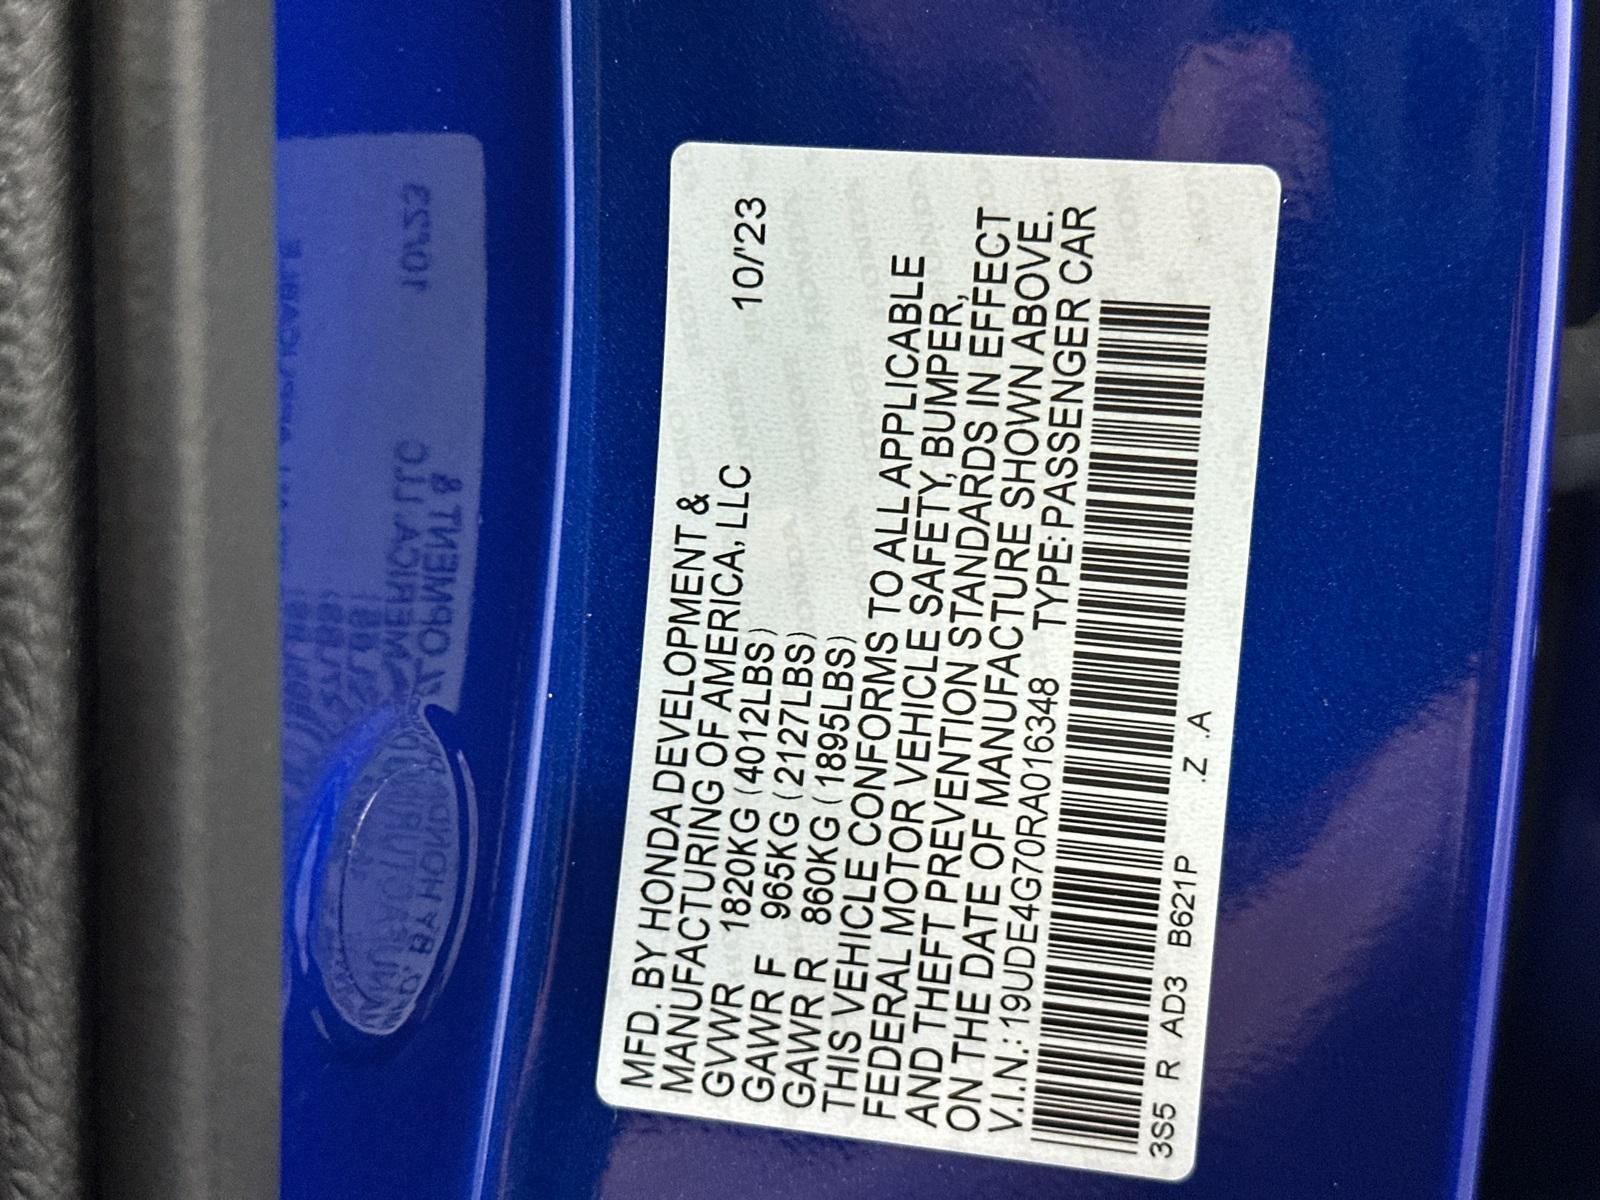 MFD. BY HONDA DEVELOPMENT &
MANUFACTURING OF AMERICA, LLC 10/'23
GVWR 1820KG (4012LBS)
GAWR F 965KG (2127LBS)
GAWR R 860KG (1895LBS)
THIS VEHICLE CONFORMS TO ALL APPLICABLE
FEDERAL MOTOR VEHICLE SAFETY, BUMPER,
AND THEFT PREVENTION STANDARDS IN EFFECT
ON THE DATE OF MANUFACTURE SHOWN ABOVE.
V.I.N.: 19UDE4G70RA016348 TYPE: PASSENGER CAR
3S5 R AD3 B621P .Z .A